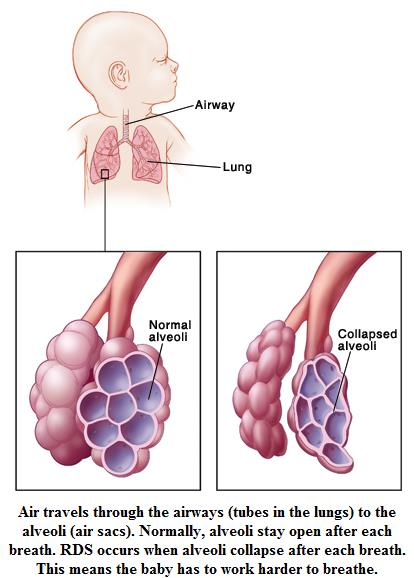 Airway
Lung
Normal
alveoli
Collapsed
alveoli
Air travels through the airways (tubes in the lungs) to the
alveoli (air sacs). Normally, alveoli stay open after each
breath. RDS occurs when alveoli collapse after each breath.
This means the baby has to work harder to breathe.